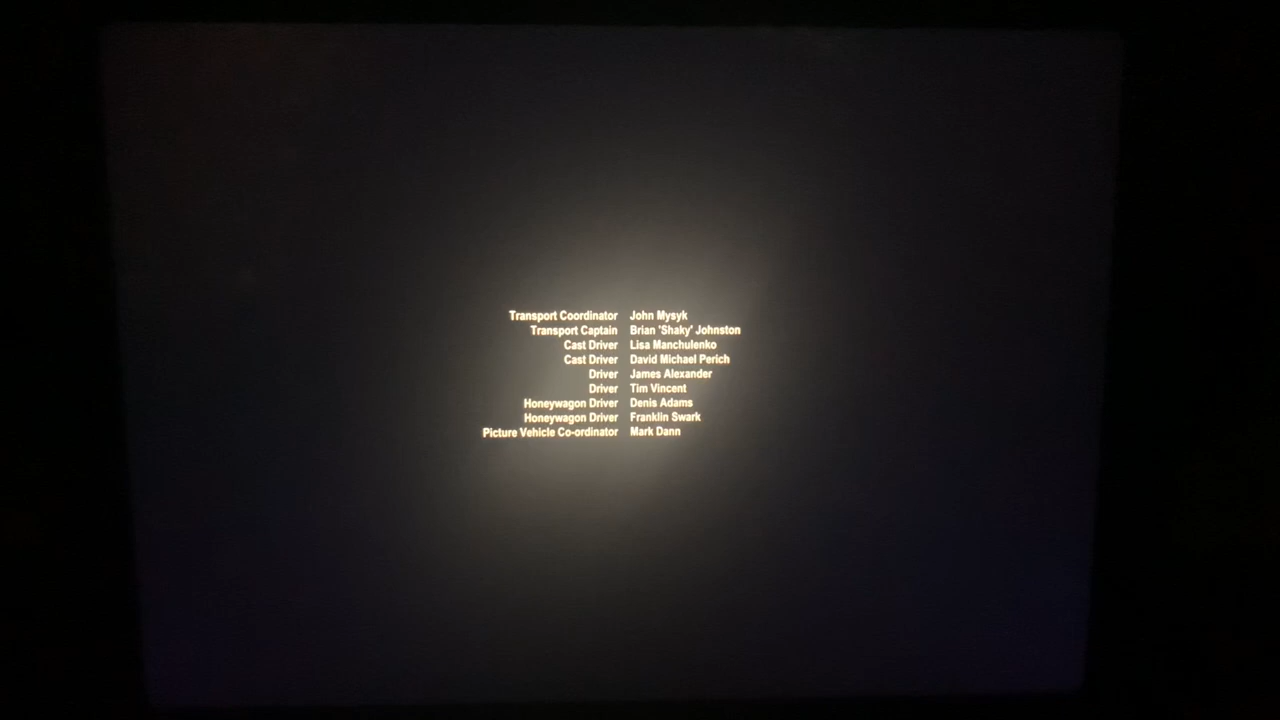 Transport Coordinator John Mysyk
Transport Captain Brian 'Shaky' Johnston
Cast Driver Lisa Manchulenko
Cast Driver David Michael Perich
Driver James Alexander
Driver Tim Vincent
Honeywagon Driver Denis Adams
Honeywagon Driver Franklin Swark
Picture Vehicle Co-ordinator Mark Dann